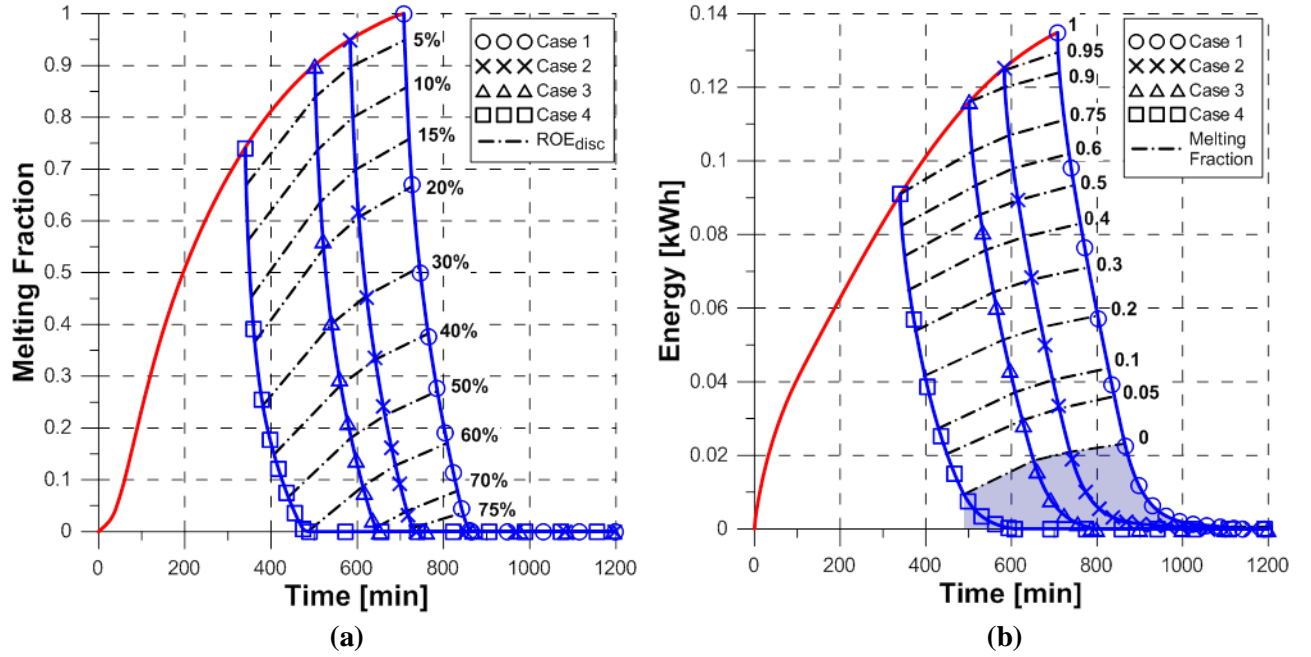 Melting Fraction
1
0.9
0.8
0.7
0.6
0.5
0.4
0.3
0.2
0.1
0
5%
10%
15%
20%
30%
40%
50%
60%
70%
75%
Case 1
Case 2
Case 3
Case 4
ROEdisc
0 200 400 600 800 1000 1200
Time [min]
(a)
Energy [kWh]
0.14
0.12
0.1
0.08
0.06
0.04
0.02
0
1
0.95
0.9
0.75
0.6
0.5
0.4
0.3
0.2
0.1
0.05
0
Case 1
Case 2
Case 3
Case 4
Melting
Fraction
0 200 400 600 800 1000 1200
Time [min]
(b)